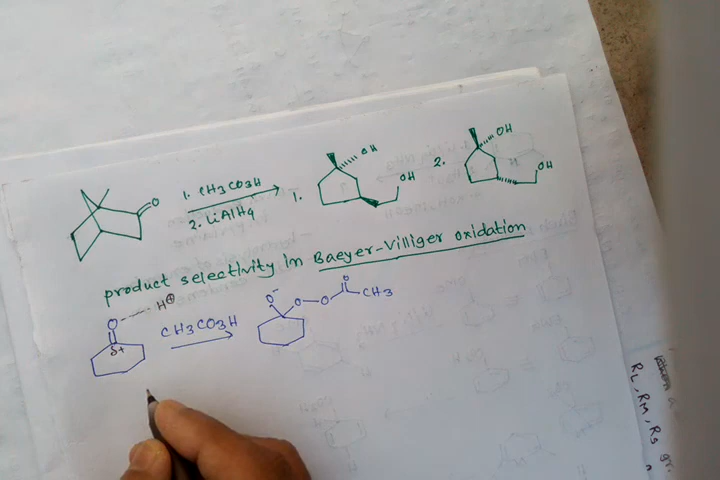 OH
OH
O
1. CH3CO3H
2. LiAlH4
1.
OH
2.
OH
product selectivity in Baeyer-Villiger oxidation
H⊕
O
δ+
CH3CO3H
O⁻
O-O
O
CH3
RL, RM, RS gr.